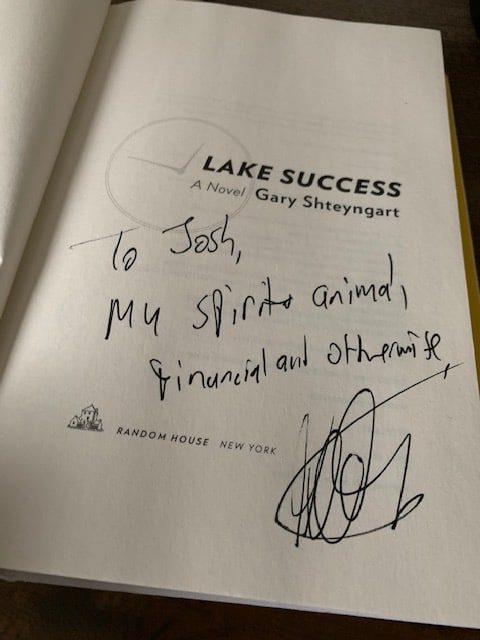 LAKE SUCCESS
A Novel Gary Shteyngart
To Josh,
My spirit animal,
financial and otherwise
RANDOM HOUSE NEW YORK